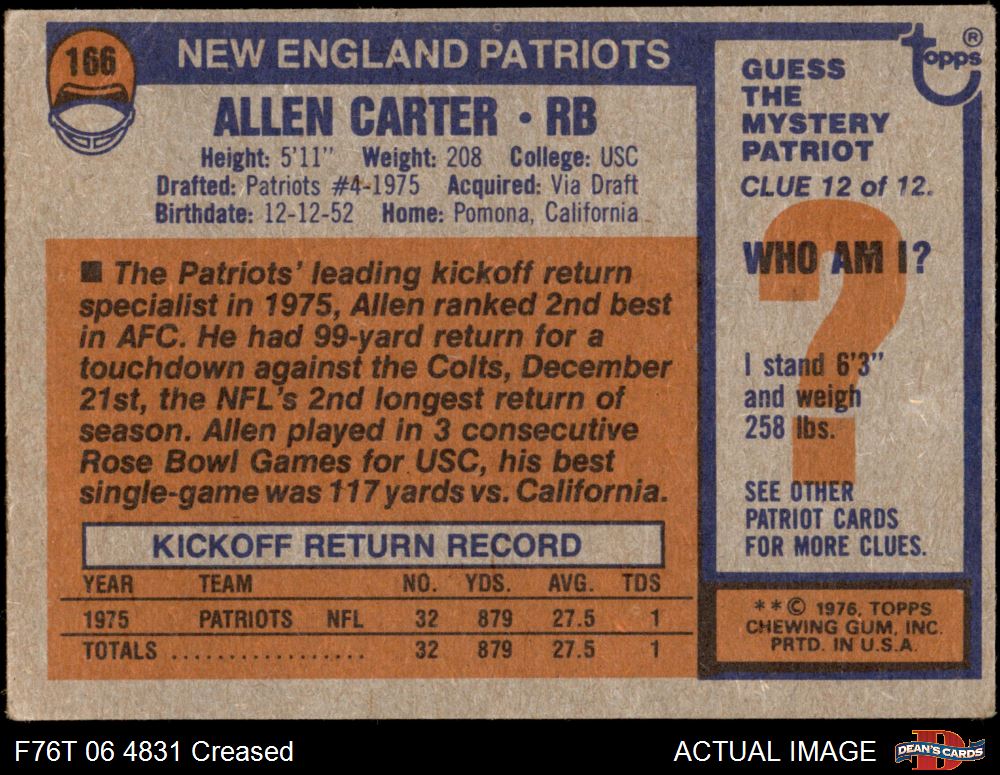 166
NEW ENGLAND PATRIOTS
ALLEN CARTER • RB
Height: 5'11" Weight: 208 College: USC
Drafted: Patriots #4-1975 Acquired: Via Draft
Birthdate: 12-12-52 Home: Pomona, California
■ The Patriots' leading kickoff return
specialist in 1975, Allen ranked 2nd best
in AFC. He had 99-yard return for a
touchdown against the Colts, December
21st, the NFL's 2nd longest return of
season. Allen played in 3 consecutive
Rose Bowl Games for USC, his best
single-game was 117 yards vs. California.
KICKOFF RETURN RECORD
YEAR TEAM NO. YDS. AVG. TDS
1975 PATRIOTS NFL 32 879 27.5 1
TOTALS .................. 32 879 27.5 1
topps ®
GUESS
THE
MYSTERY
PATRIOT
CLUE 12 of 12.
?
WHO AM I?
I stand 6'3"
and weigh
258 lbs.
SEE OTHER
PATRIOT CARDS
FOR MORE CLUES.
**© 1976, TOPPS
CHEWING GUM, INC.
PRTD. IN U.S.A.
F76T 06 4831 Creased
ACTUAL IMAGE
D
DEAN'S CARDS